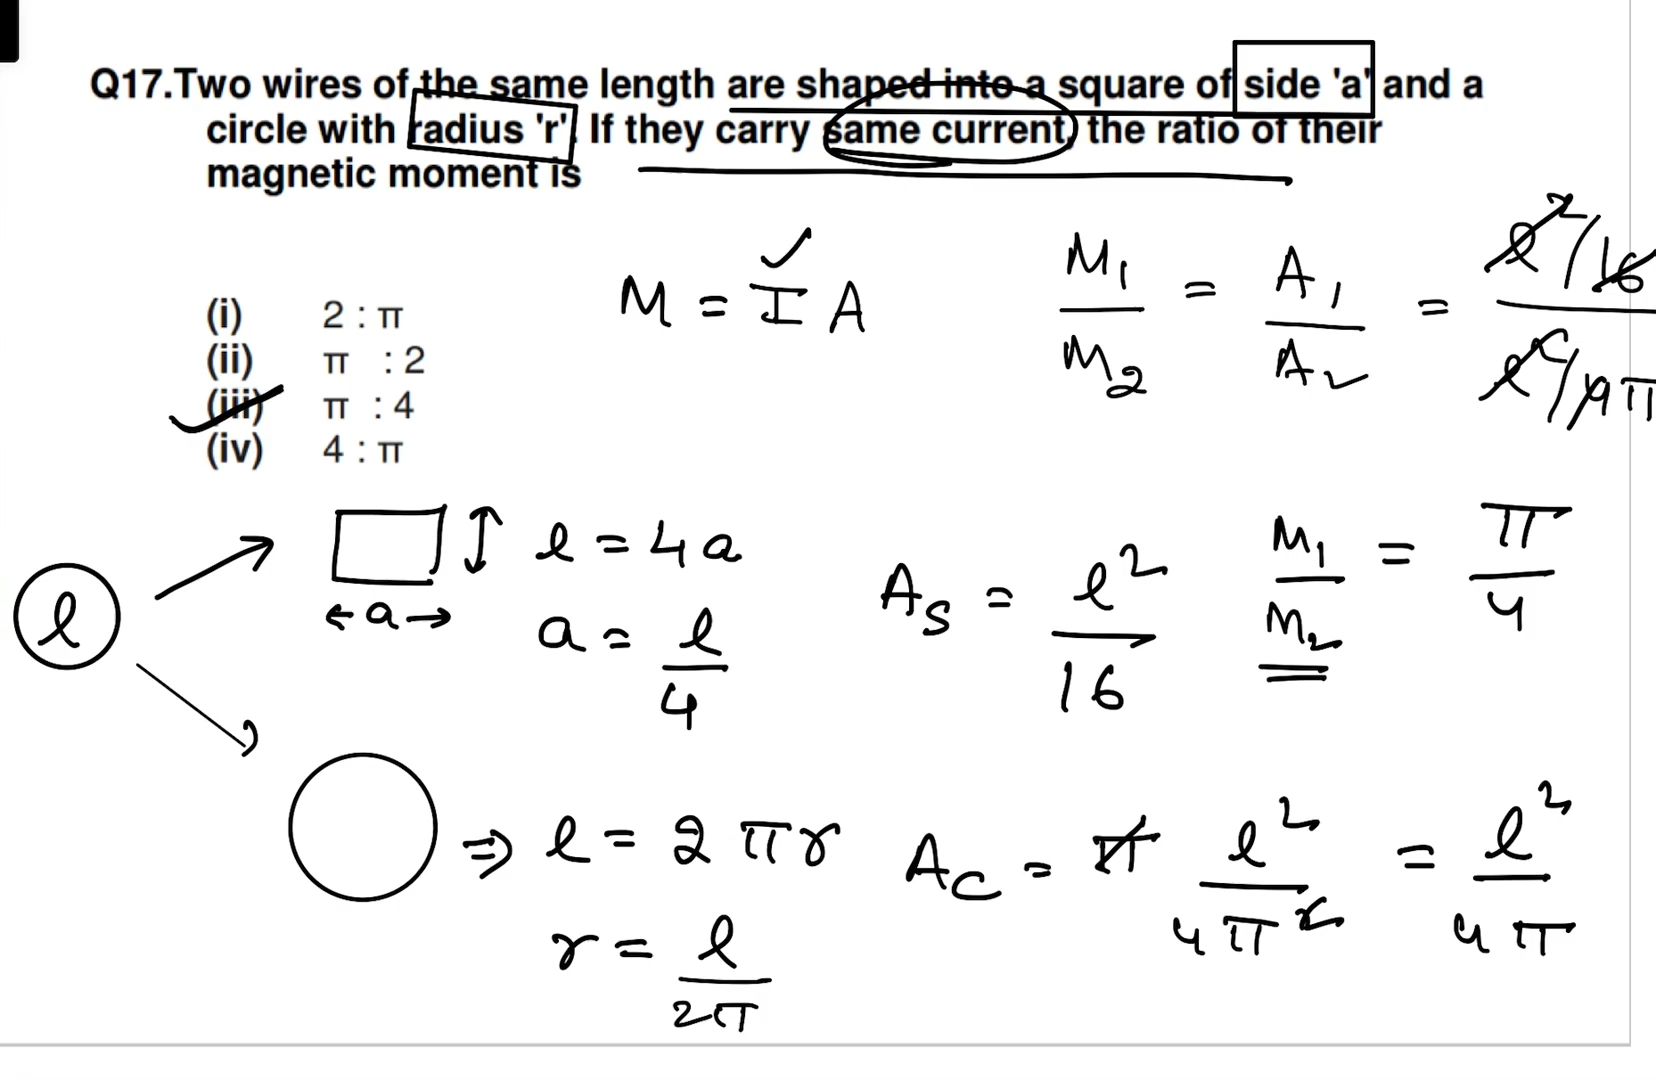 Q17.Two wires of the same length are shaped into a square of side 'a' and a
circle with radius 'r'. If they carry same current, the ratio of their
magnetic moment is
(i) 2 : π
(ii) π : 2
(iii) π : 4
(iv) 4 : π
M = I A
M₁/M₂ = A₁/A₂ = (l²/16)/(l²/4π)
l
a
l = 4a
a = l/4
A_S = l²/16
M₁/M₂ = π/4
⇒ l = 2πr
r = l/2π
A_C = π l²/4π² = l²/4π